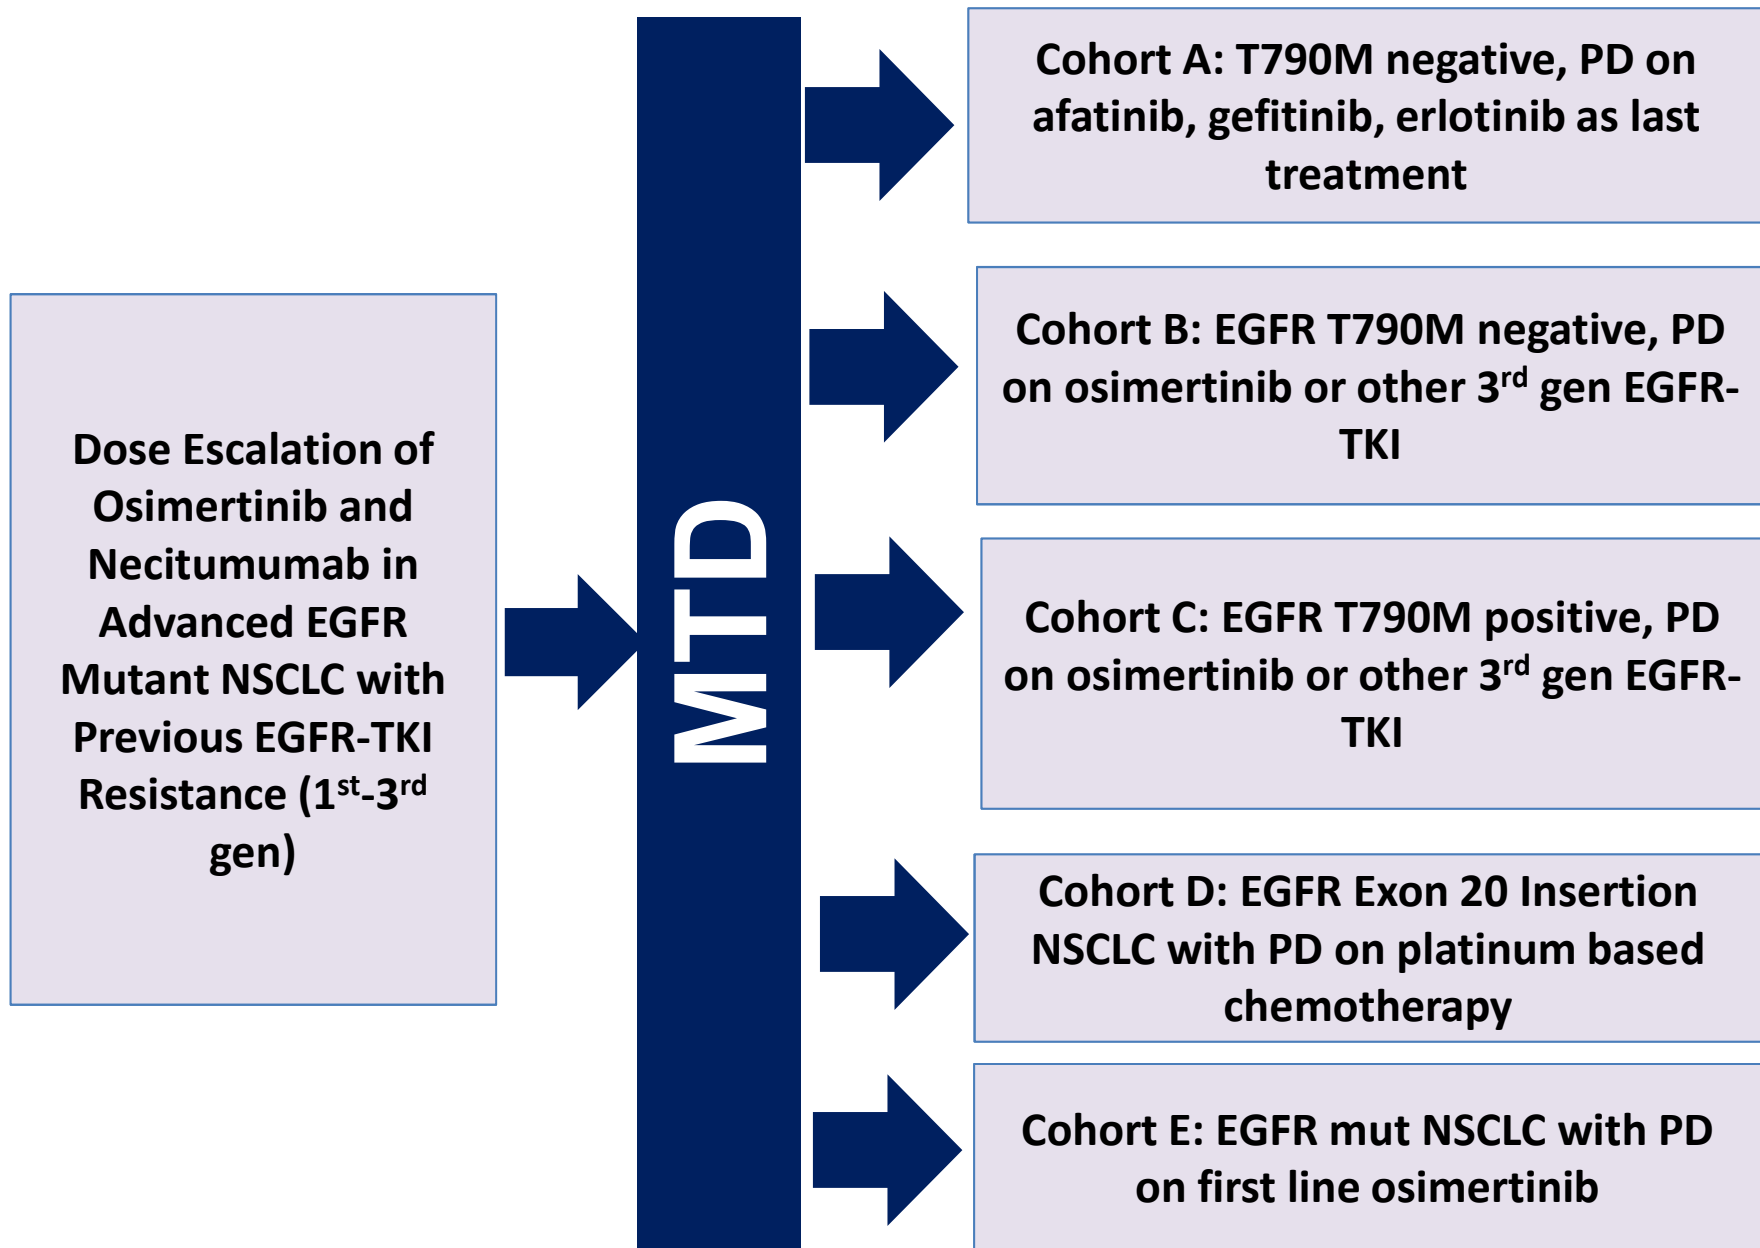 Dose Escalation of
Osimertinib and
Necitumumab in
Advanced EGFR
Mutant NSCLC with
Previous EGFR-TKI
Resistance (1st-3rd
gen)
MTD
Cohort A: T790M negative, PD on
afatinib, gefitinib, erlotinib as last
treatment
Cohort B: EGFR T790M negative, PD
on osimertinib or other 3rd gen EGFR-
TKI
Cohort C: EGFR T790M positive, PD
on osimertinib or other 3rd gen EGFR-
TKI
Cohort D: EGFR Exon 20 Insertion
NSCLC with PD on platinum based
chemotherapy
Cohort E: EGFR mut NSCLC with PD
on first line osimertinib